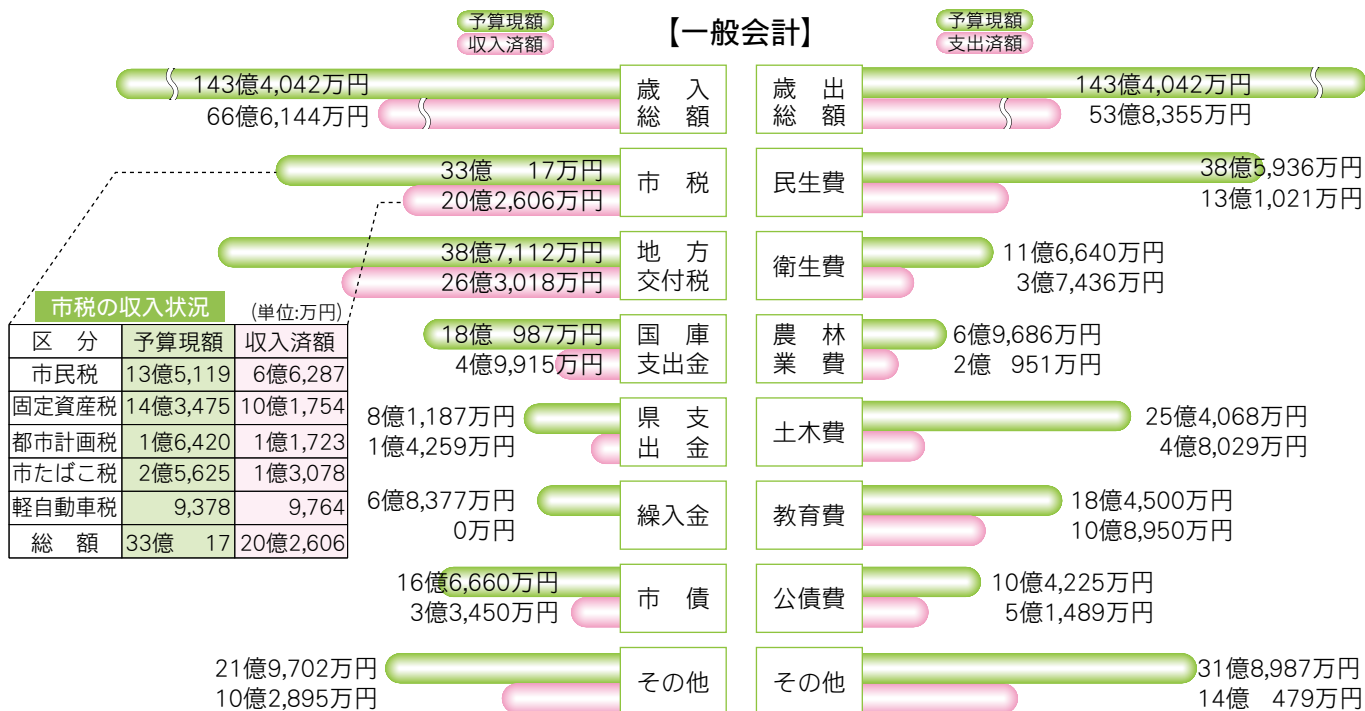 【一般会計】
予算現額
収入済額
予算現額
支出済額
143億4,042万円
66億6,144万円
歳 入
総 額
33億 17万円
20億2,606万円
市 税
38億7,112万円
26億3,018万円
地 方
交付税
18億 987万円
4億9,915万円
国 庫
支出金
8億1,187万円
1億4,259万円
県 支
出 金
6億8,377万円
0万円
繰入金
16億6,660万円
3億3,450万円
市 債
21億9,702万円
10億2,895万円
その他
歳 出
総 額
143億4,042万円
53億8,355万円
民生費
38億5,936万円
13億1,021万円
衛生費
11億6,640万円
3億7,436万円
農 林
業 費
6億9,686万円
2億 951万円
土木費
25億4,068万円
4億8,029万円
教育費
18億4,500万円
10億8,950万円
公債費
10億4,225万円
5億1,489万円
その他
31億8,987万円
14億 479万円
市税の収入状況 (単位:万円)
区 分 予算現額 収入済額
市民税 13億5,119 6億6,287
固定資産税 14億3,475 10億1,754
都市計画税 1億6,420 1億1,723
市たばこ税 2億5,625 1億3,078
軽自動車税 9,378 9,764
総 額 33億 17 20億2,606